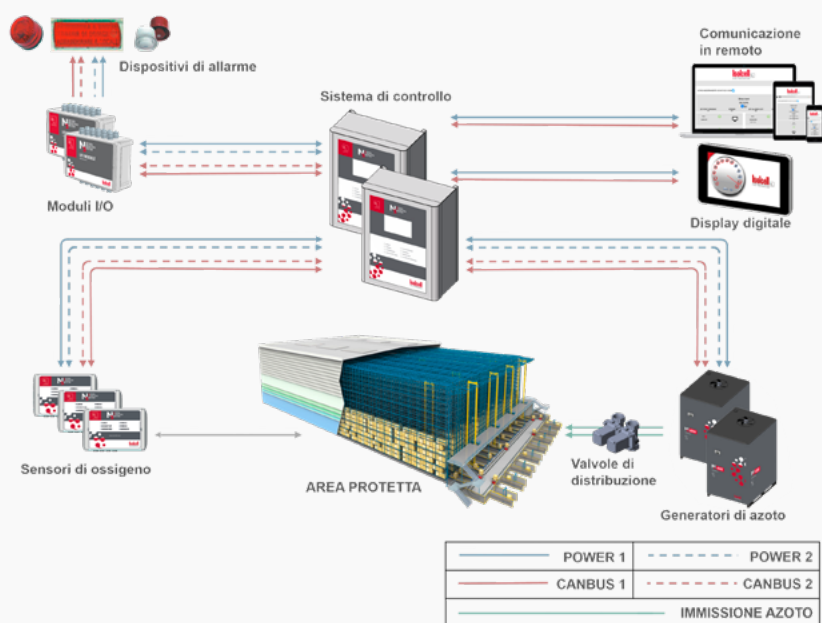 Comunicazione
in remoto
Dispositivi di allarme
Sistema di controllo
Moduli I/O
Display digitale
Sensori di ossigeno
AREA PROTETTA
Valvole di
distribuzione
Generatori di azoto
POWER 1
POWER 2
CANBUS 1
CANBUS 2
IMMISSIONE AZOTO